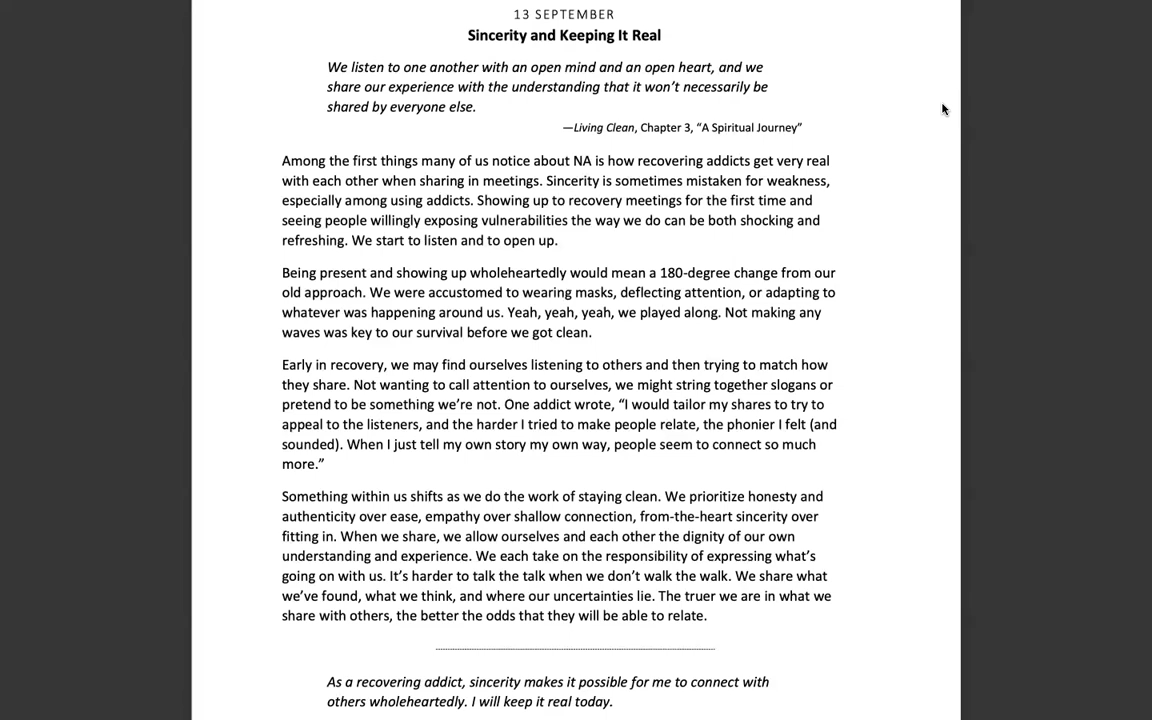 13 SEPTEMBER
Sincerity and Keeping It Real
We listen to one another with an open mind and an open heart, and we
share our experience with the understanding that it won’t necessarily be
shared by everyone else.
—Living Clean, Chapter 3, “A Spiritual Journey”
Among the first things many of us notice about NA is how recovering addicts get very real
with each other when sharing in meetings. Sincerity is sometimes mistaken for weakness,
especially among using addicts. Showing up to recovery meetings for the first time and
seeing people willingly exposing vulnerabilities the way we do can be both shocking and
refreshing. We start to listen and to open up.
Being present and showing up wholeheartedly would mean a 180-degree change from our
old approach. We were accustomed to wearing masks, deflecting attention, or adapting to
whatever was happening around us. Yeah, yeah, yeah, we played along. Not making any
waves was key to our survival before we got clean.
Early in recovery, we may find ourselves listening to others and then trying to match how
they share. Not wanting to call attention to ourselves, we might string together slogans or
pretend to be something we’re not. One addict wrote, “I would tailor my shares to try to
appeal to the listeners, and the harder I tried to make people relate, the phonier I felt (and
sounded). When I just tell my own story my own way, people seem to connect so much
more.”
Something within us shifts as we do the work of staying clean. We prioritize honesty and
authenticity over ease, empathy over shallow connection, from-the-heart sincerity over
fitting in. When we share, we allow ourselves and each other the dignity of our own
understanding and experience. We each take on the responsibility of expressing what’s
going on with us. It’s harder to talk the talk when we don’t walk the walk. We share what
we’ve found, what we think, and where our uncertainties lie. The truer we are in what we
share with others, the better the odds that they will be able to relate.
As a recovering addict, sincerity makes it possible for me to connect with
others wholeheartedly. I will keep it real today.